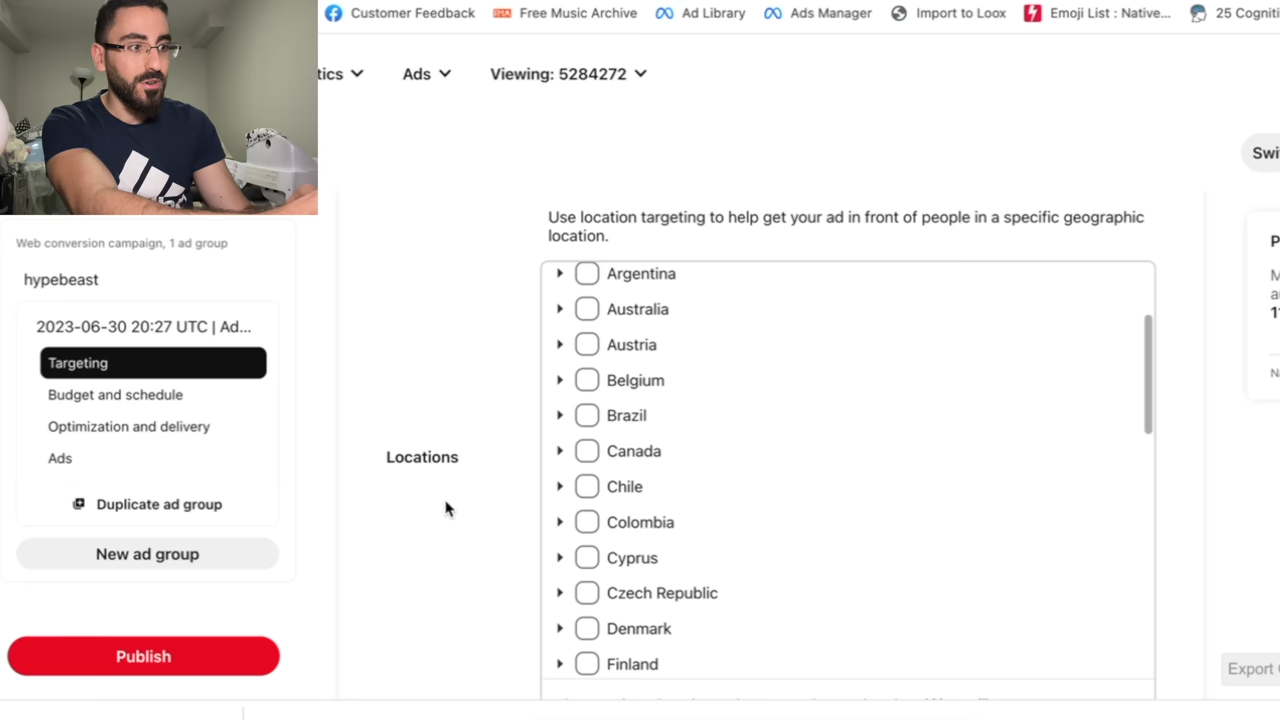 Customer Feedback
Free Music Archive
Ad Library
Ads Manager
Import to Loox
Emoji List : Native...
25 Cogniti
tics
Ads
Viewing: 5284272
Swi
Use location targeting to help get your ad in front of people in a specific geographic
location.
Web conversion campaign, 1 ad group
hypebeast
2023-06-30 20:27 UTC | Ad...
Targeting
Budget and schedule
Optimization and delivery
Ads
Duplicate ad group
New ad group
Publish
Locations
Argentina
Australia
Austria
Belgium
Brazil
Canada
Chile
Colombia
Cyprus
Czech Republic
Denmark
Finland
Export